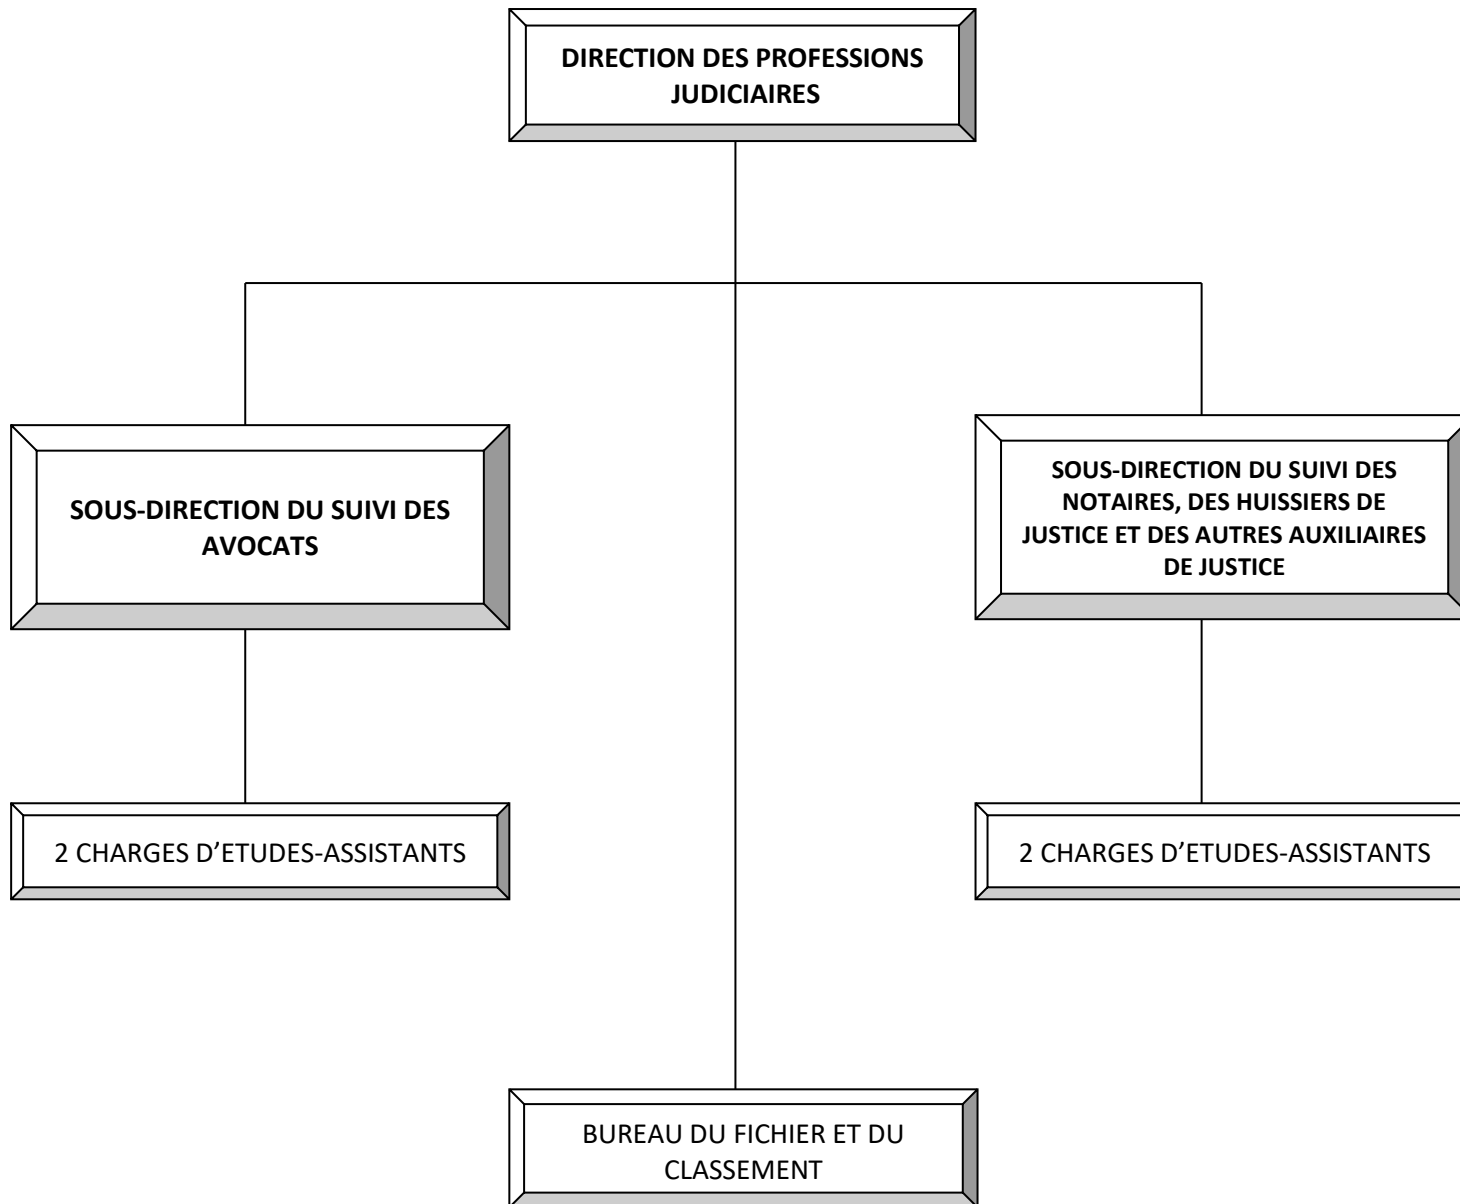 DIRECTION DES PROFESSIONS
JUDICIAIRES
SOUS-DIRECTION DU SUIVI DES
AVOCATS
SOUS-DIRECTION DU SUIVI DES
NOTAIRES, DES HUISSIERS DE
JUSTICE ET DES AUTRES AUXILIAIRES
DE JUSTICE
2 CHARGES D’ETUDES-ASSISTANTS
2 CHARGES D’ETUDES-ASSISTANTS
BUREAU DU FICHIER ET DU
CLASSEMENT